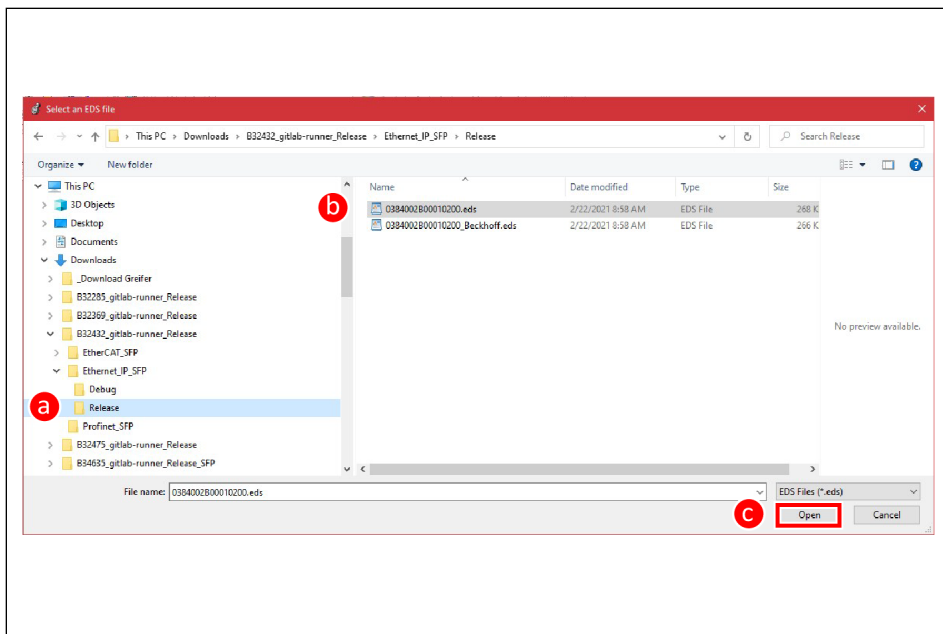 Select an EDS file
This PC > Downloads > B32432_gitlab-runner_Release > Ethernet_IP_SFP > Release
Search Release
Organize
New folder
This PC
3D Objects
Desktop
Documents
Downloads
_Download Greifer
B32285_gitlab-runner_Release
B32369_gitlab-runner_Release
B32432_gitlab-runner_Release
EtherCAT_SFP
Ethernet_IP_SFP
Debug
a
Release
Profinet_SFP
B32475_gitlab-runner_Release
B34635_gitlab-runner_Release_SFP
Name Date modified Type Size
b
0384002B00010200.eds 2/22/2021 8:58 AM EDS File 268 K
0384002B00010200_Beckhoff.eds 2/22/2021 8:58 AM EDS File 266 K
No preview available.
File name: 0384002B00010200.eds
EDS Files (*.eds)
c
Open
Cancel